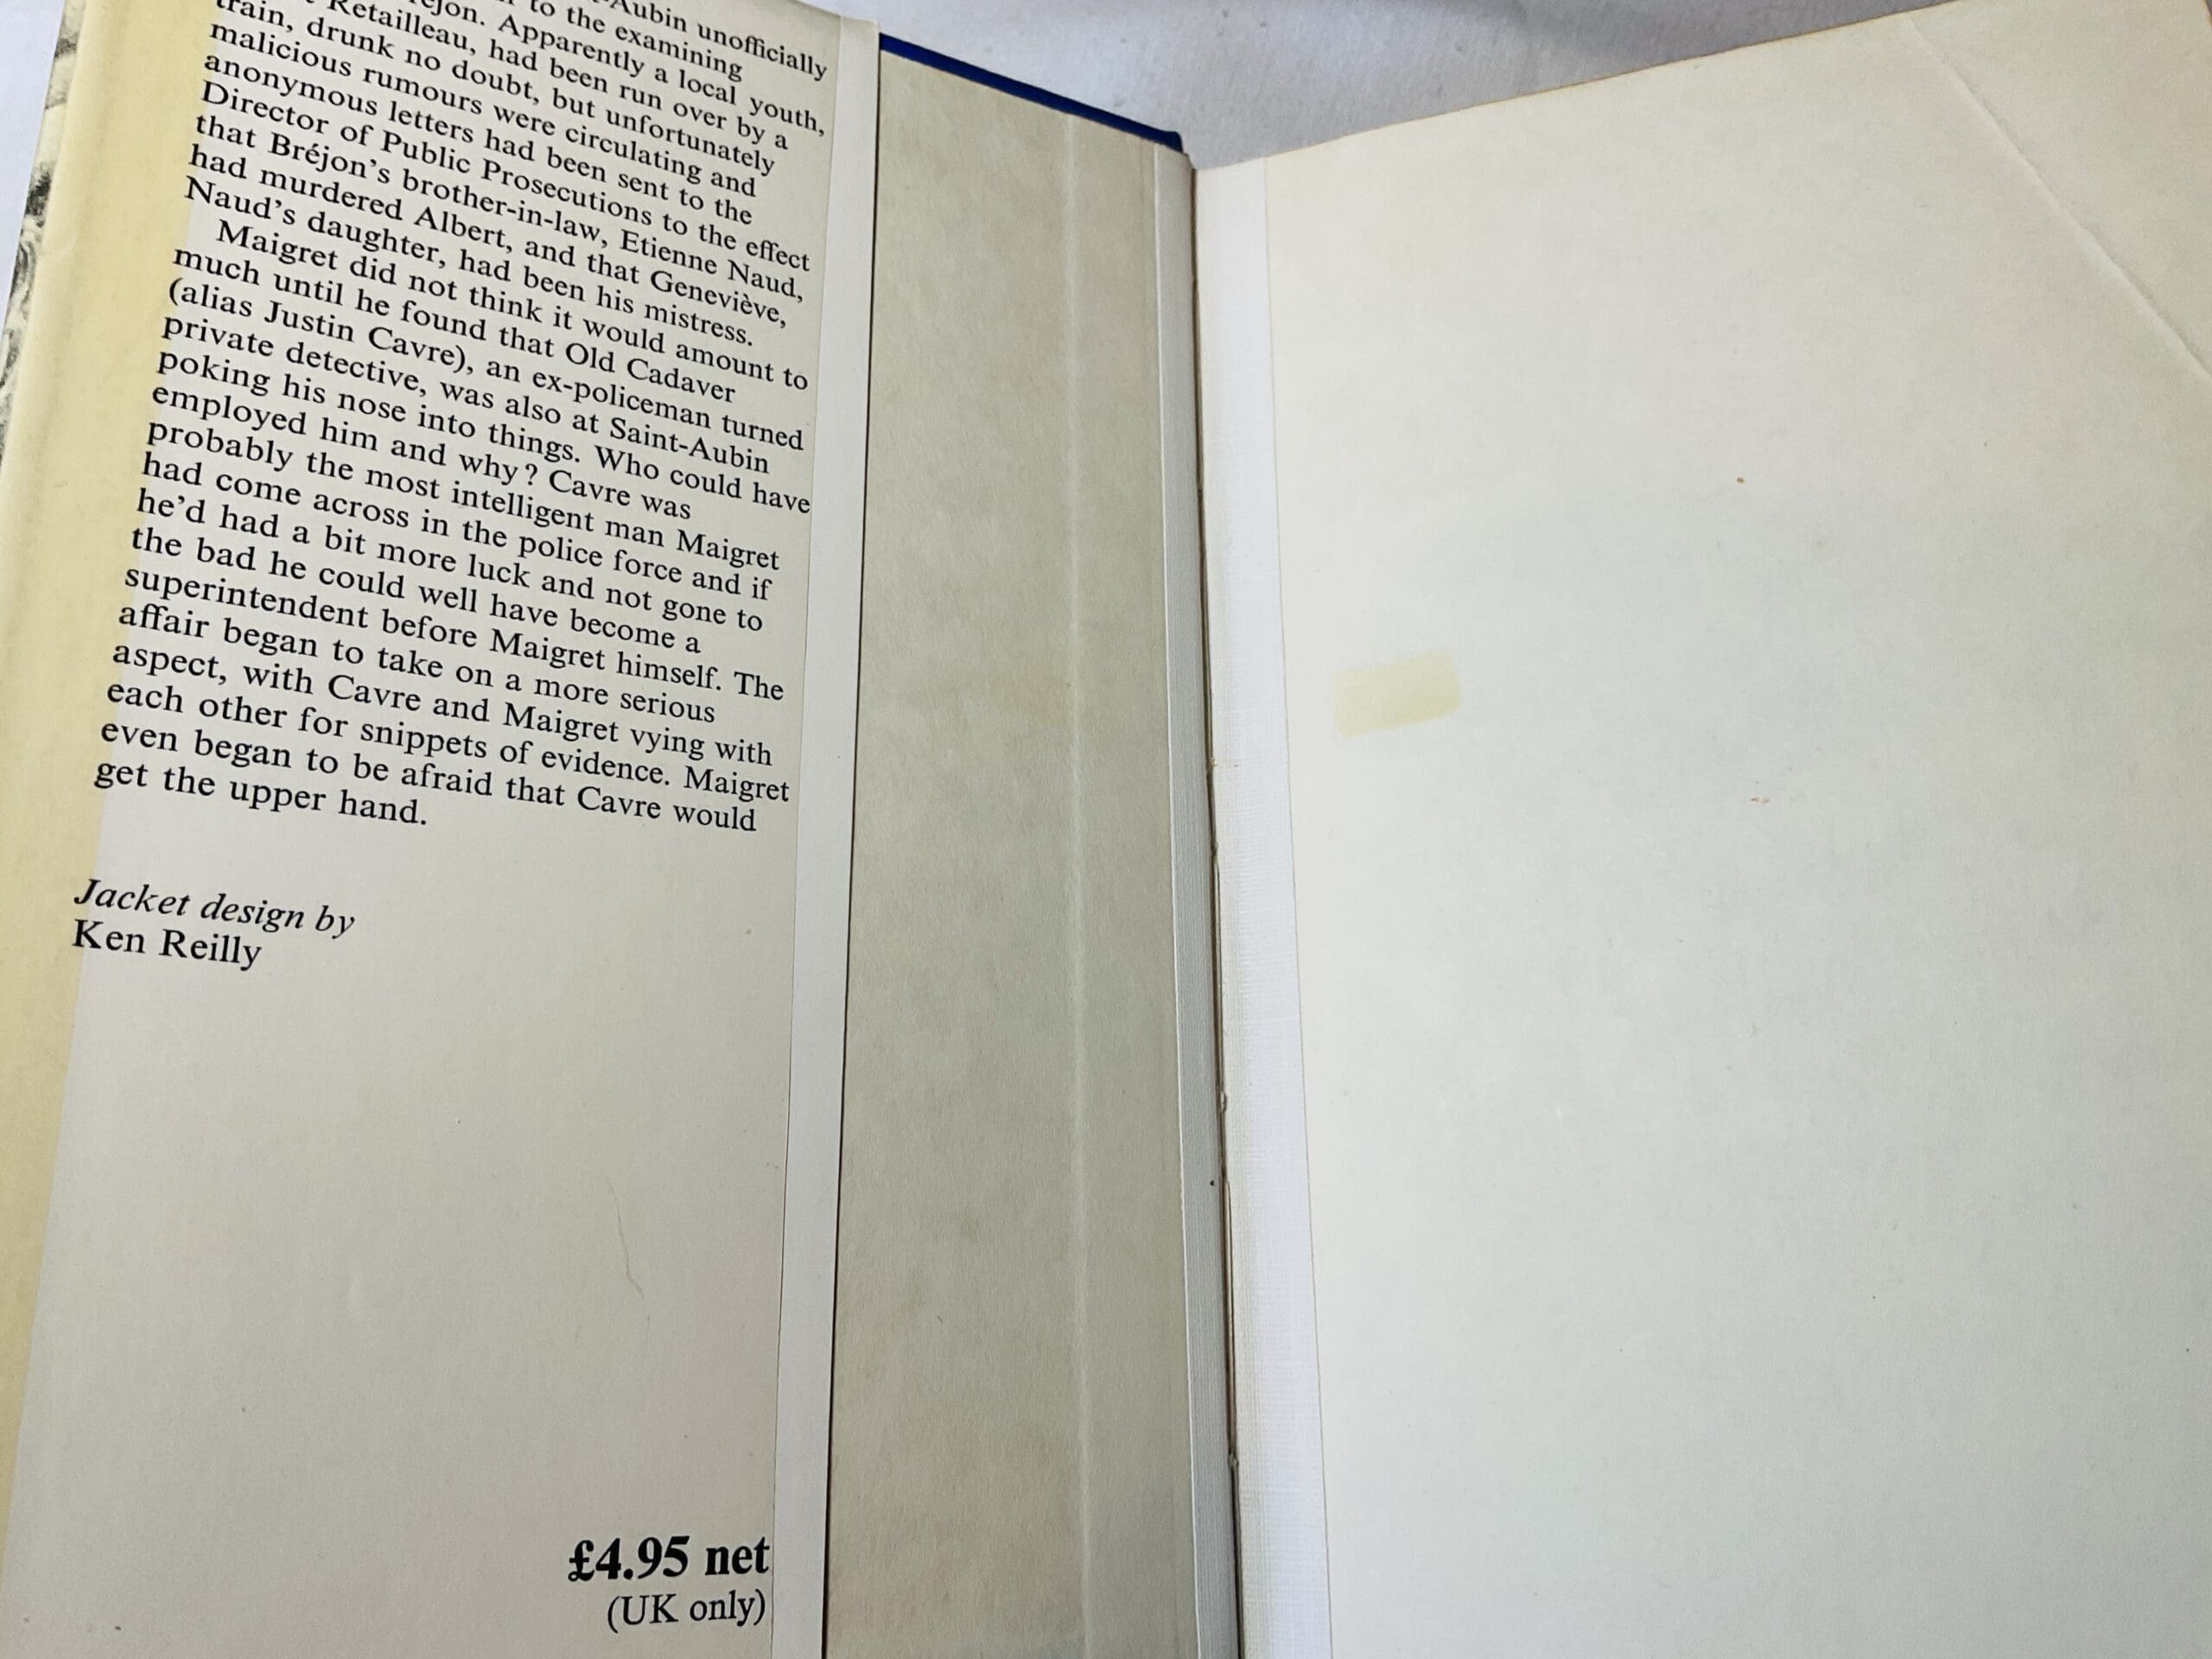 Aubin unofficially
to the examining
jon. Apparently a local youth,
Retailleau, had been run over by a
train, drunk no doubt, but unfortunately
malicious rumours were circulating and
anonymous letters had been sent to the
Director of Public Prosecutions to the effect
that Bréjon's brother-in-law, Etienne Naud,
had murdered Albert, and that Geneviève,
Naud's daughter, had been his mistress.
Maigret did not think it would amount to
much until he found that Old Cadaver
(alias Justin Cavre), an ex-policeman turned
private detective, was also at Saint-Aubin
poking his nose into things. Who could have
employed him and why? Cavre was
probably the most intelligent man Maigret
had come across in the police force and if
he'd had a bit more luck and not gone to
the bad he could well have become a
superintendent before Maigret himself. The
affair began to take on a more serious
aspect, with Cavre and Maigret vying with
each other for snippets of evidence. Maigret
even began to be afraid that Cavre would
get the upper hand.
Jacket design by
Ken Reilly
£4.95 net
(UK only)